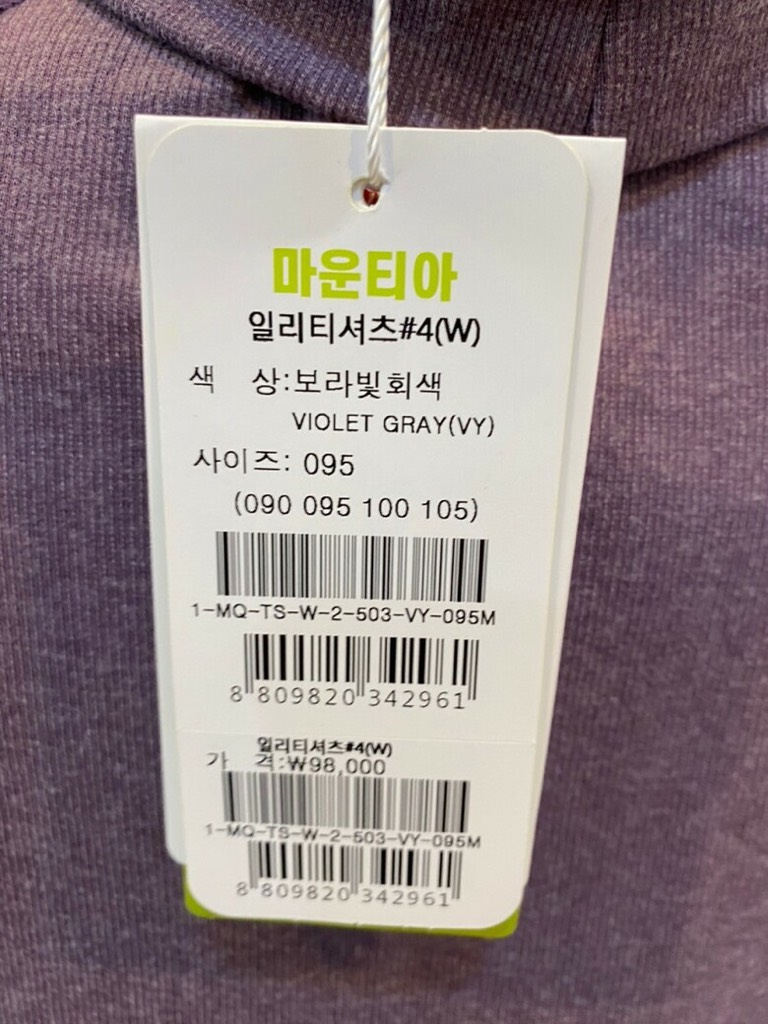 마운티아
일리티셔츠#4(W)
색 상:보라빛회색
VIOLET GRAY(VY)
사이즈: 095
(090 095 100 105)
1-MQ-TS-W-2-503-VY-095M
8 809820 342961
일리티셔츠#4(W)
가 격:₩98,000
1-MQ-TS-W-2-503-VY-095M
8 809820 342961